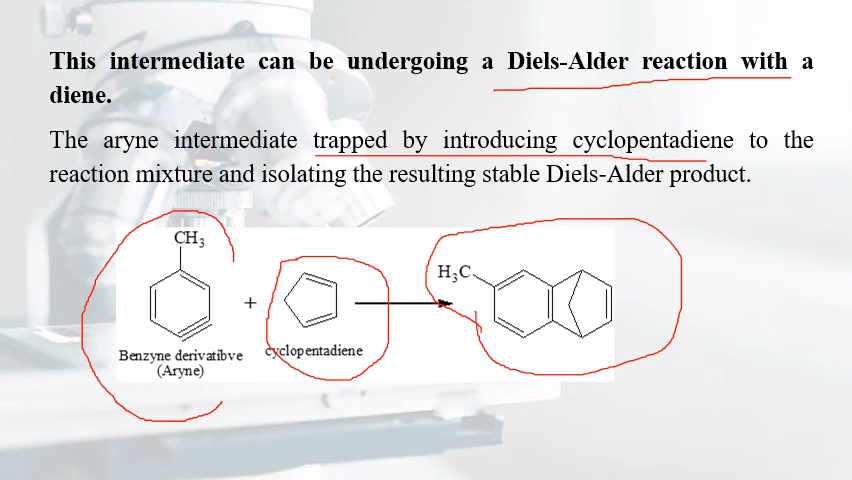 This intermediate can be undergoing a Diels-Alder reaction with a
diene.
The aryne intermediate trapped by introducing cyclopentadiene to the
reaction mixture and isolating the resulting stable Diels-Alder product.
CH₃
H₃C
+
Benzyne derivatibve
(Aryne)
cyclopentadiene